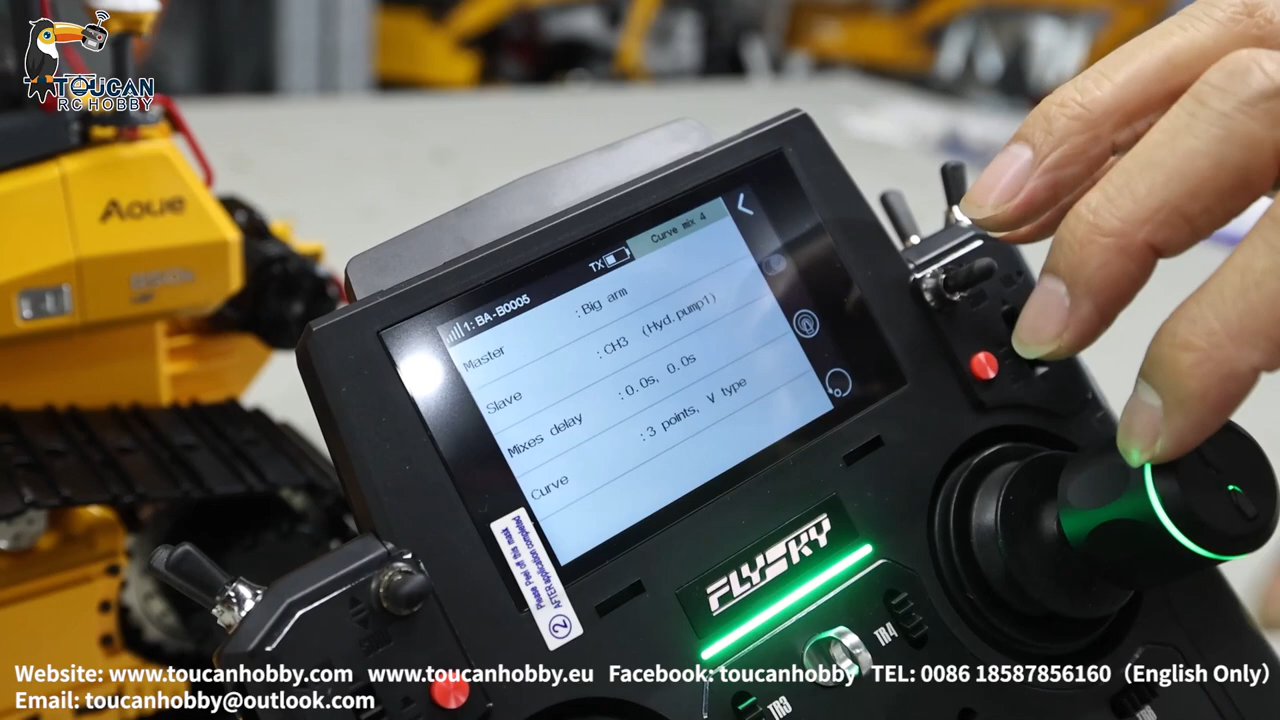 TOUCAN
RC HOBBY
Aoue
TX
Curve mix 4
1: BA-B0005
Master :Big arm
Slave :CH3 (Hyd.pump1)
Mixes delay :0.0s, 0.0s
Curve :3 points, V type
② AFTER Application completed,
Please Peel off this mask
FLYSKY
TR4
TR3
Website: www.toucanhobby.com www.toucanhobby.eu Facebook: toucanhobby TEL: 0086 18587856160 (English Only)
Email: toucanhobby@outlook.com